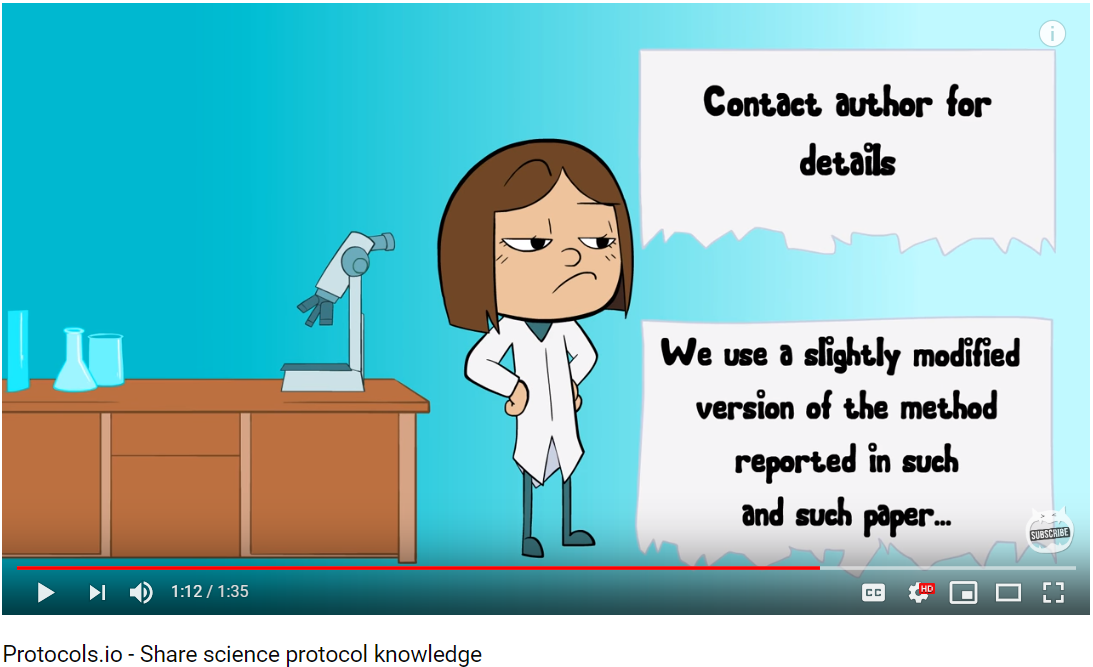 Contact author for
details
We use a slightly modified
version of the method
reported in such
and such paper...
SUBSCRIBE
1:12 / 1:35
CC
HD
Protocols.io - Share science protocol knowledge